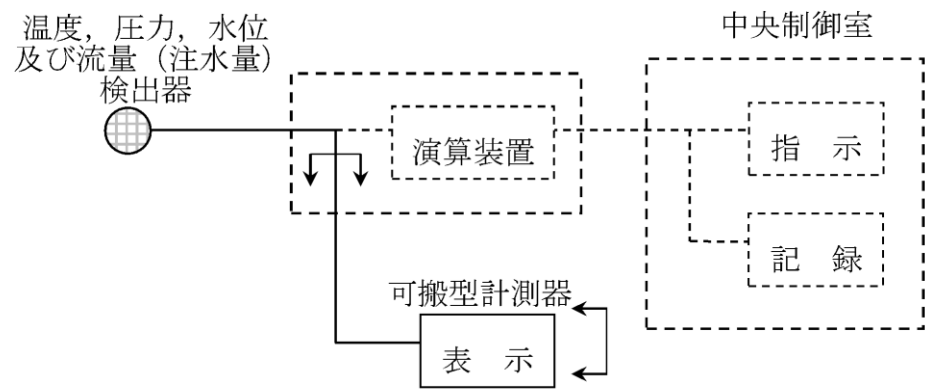 温度，圧力，水位
及び流量（注水量）
検出器
中央制御室
演算装置
指　示
記　録
可搬型計測器
表　示